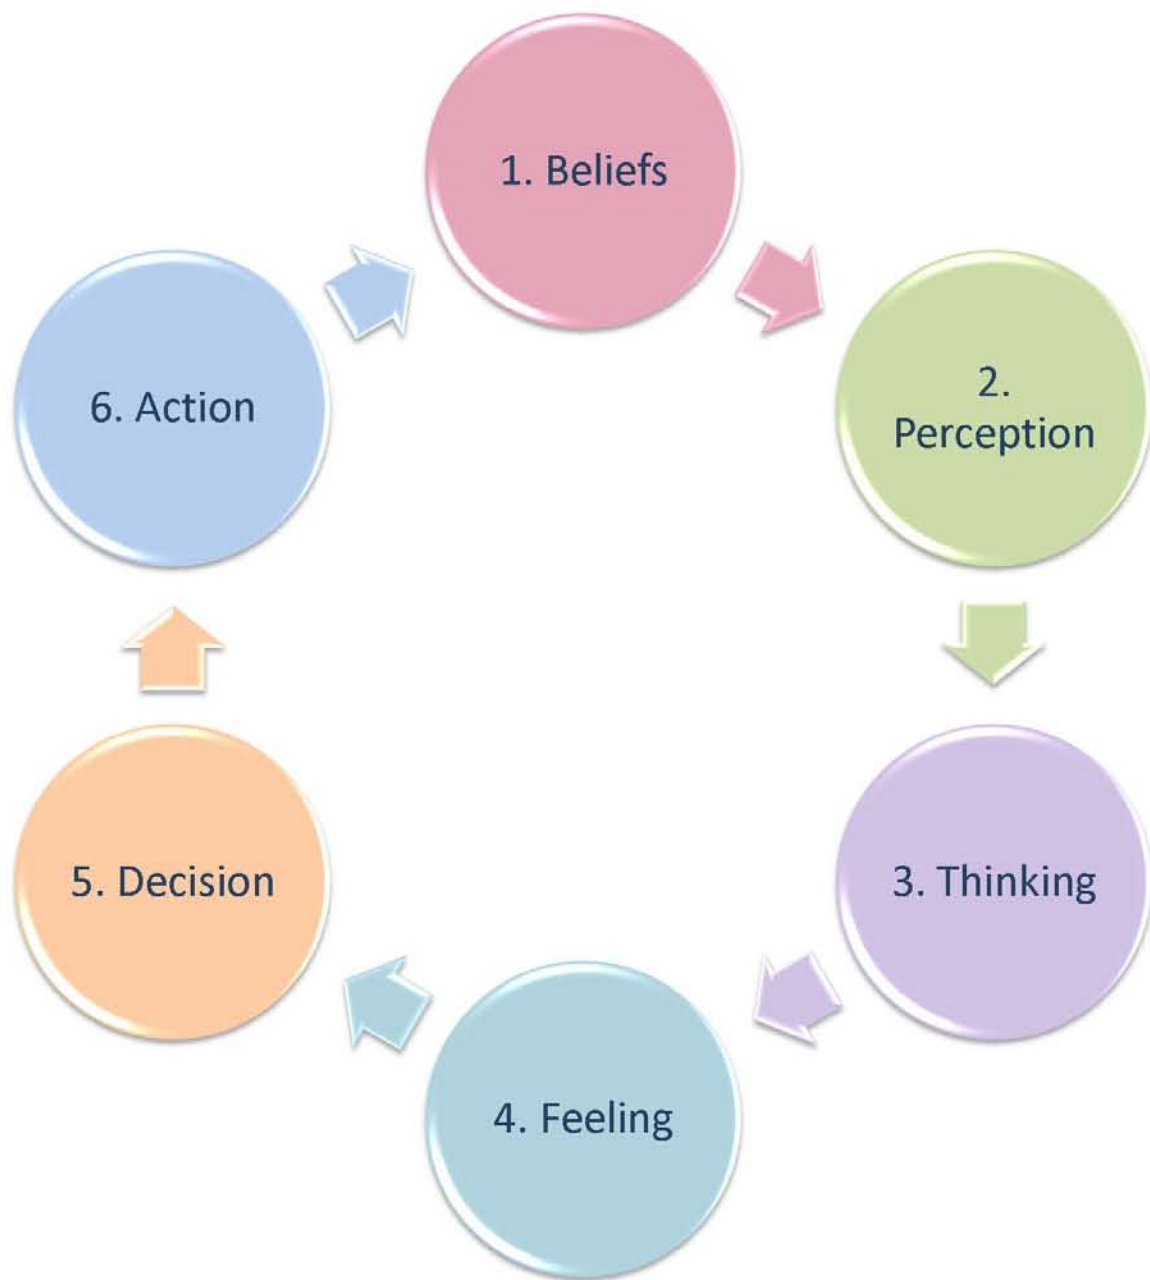 1. Beliefs
2.
Perception
3. Thinking
4. Feeling
5. Decision
6. Action